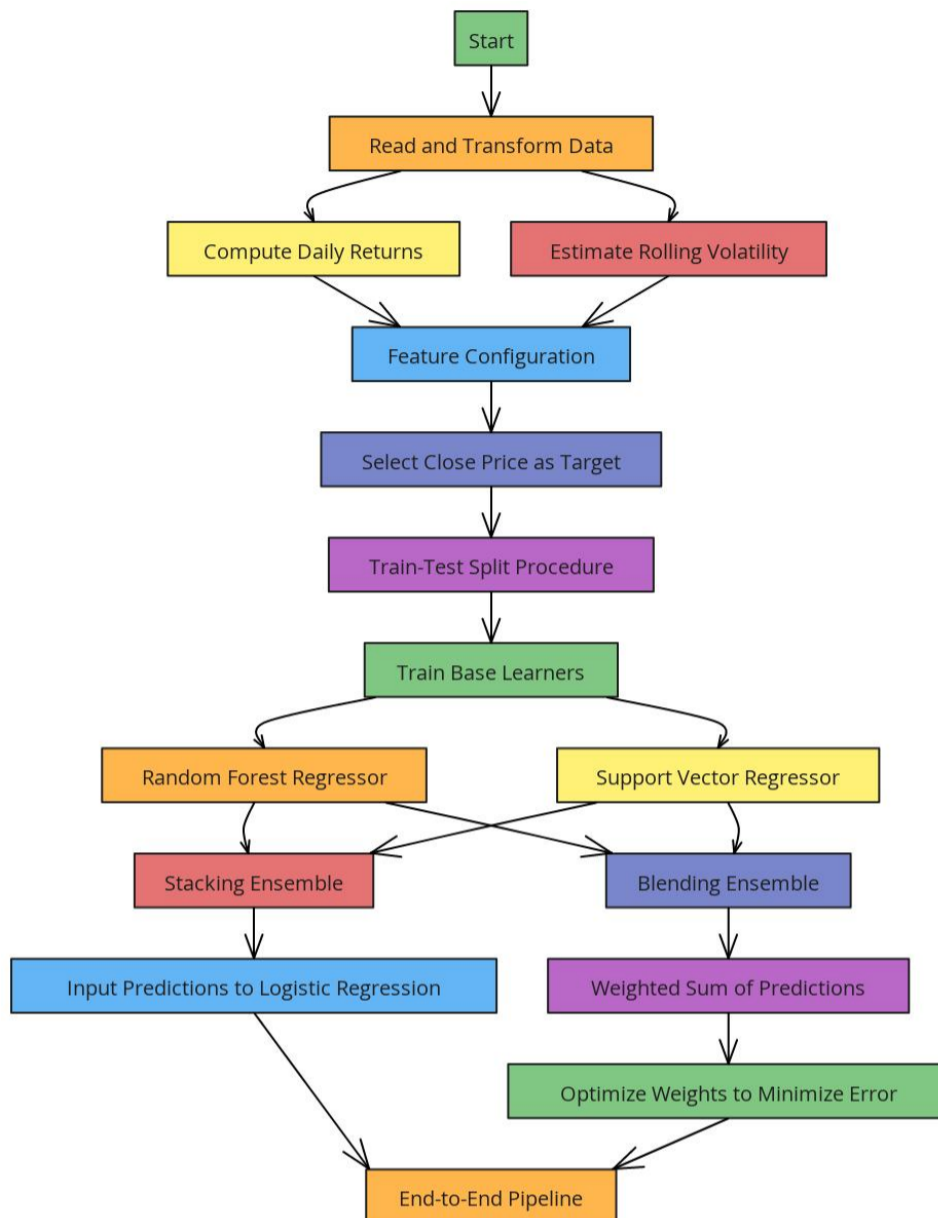 Start
Read and Transform Data
Compute Daily Returns
Estimate Rolling Volatility
Feature Configuration
Select Close Price as Target
Train-Test Split Procedure
Train Base Learners
Random Forest Regressor
Support Vector Regressor
Stacking Ensemble
Blending Ensemble
Input Predictions to Logistic Regression
Weighted Sum of Predictions
Optimize Weights to Minimize Error
End-to-End Pipeline